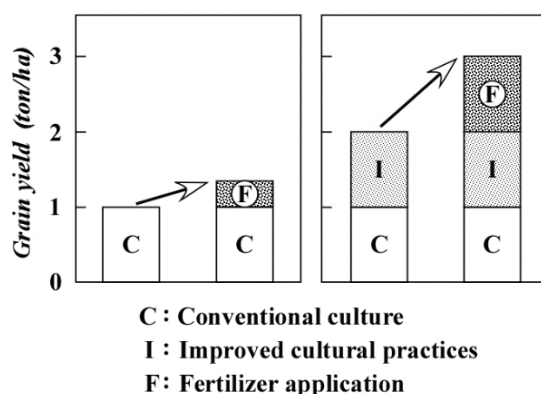 Grain yield (ton/ha)
3
2
1
0
C
F
C
I
C
F
I
C
C : Conventional culture
I : Improved cultural practices
F : Fertilizer application